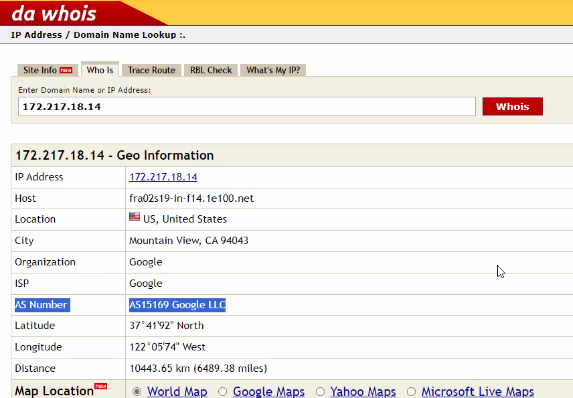 da whois
IP Address / Domain Name Lookup :.
Site Info new Who Is Trace Route RBL Check What's My IP?
Enter Domain Name or IP Address:
172.217.18.14 Whois
172.217.18.14 - Geo Information
IP Address 172.217.18.14
Host fra02s19-in-f14.1e100.net
Location US, United States
City Mountain View, CA 94043
Organization Google
ISP Google
AS Number AS15169 Google LLC
Latitude 37°41'92" North
Longitude 122°05'74" West
Distance 10443.65 km (6489.38 miles)
Map Location new World Map Google Maps Yahoo Maps Microsoft Live Maps